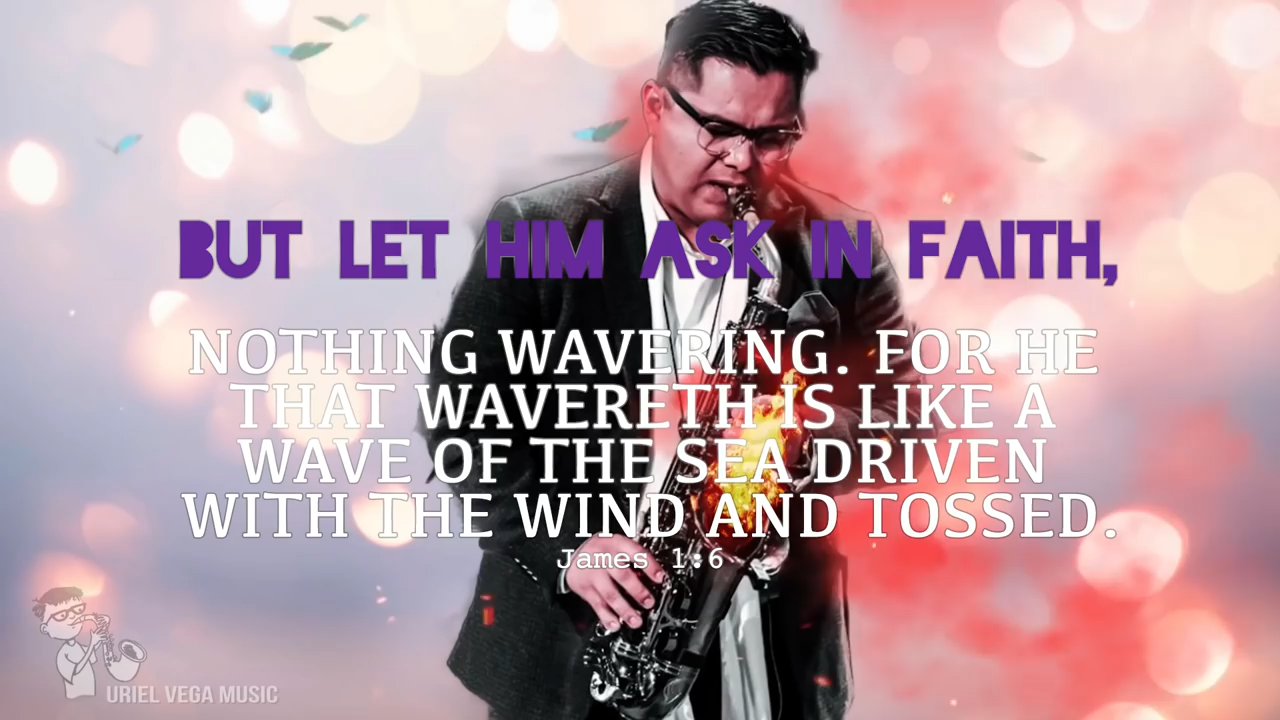 BUT LET HIM ASK IN FAITH,
NOTHING WAVERING. FOR HE
THAT WAVERETH IS LIKE A
WAVE OF THE SEA DRIVEN
WITH THE WIND AND TOSSED.
James 1:6
URIEL VEGA MUSIC